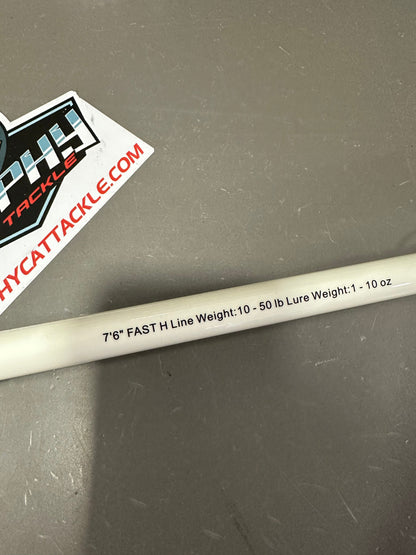 PHY
TACKLE
HYCATTACKLE.COM
7'6" FAST H Line Weight:10 - 50 lb Lure Weight:1 - 10 oz